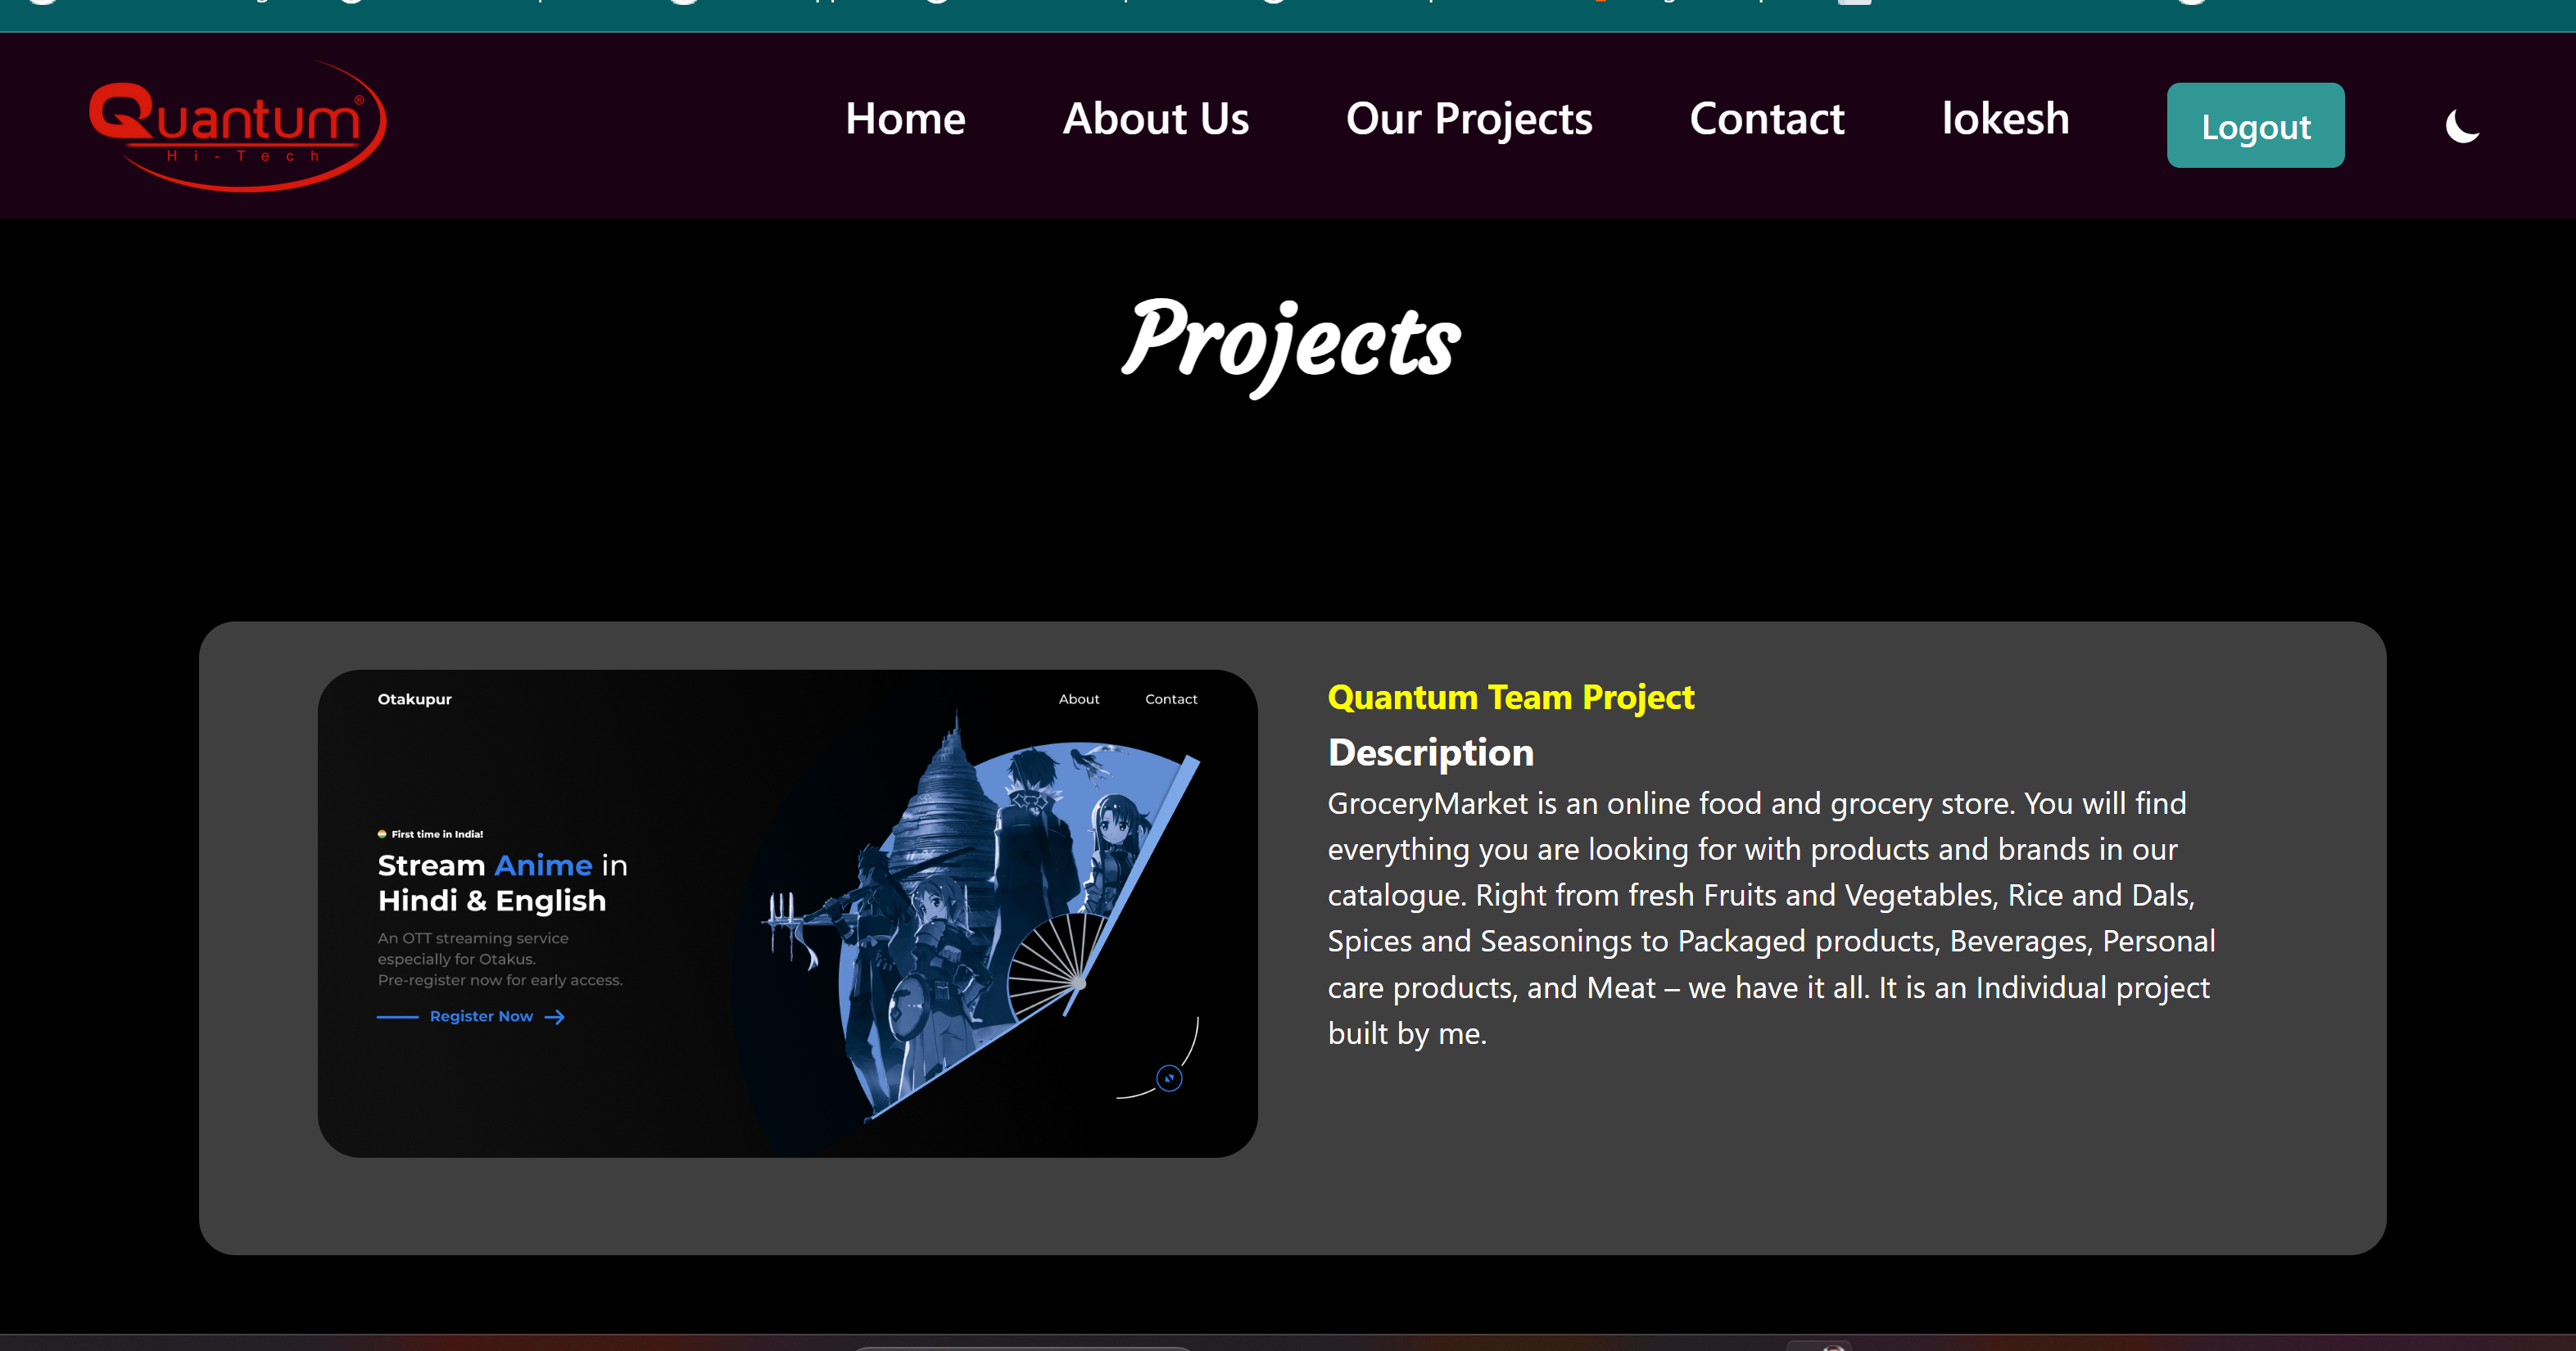 Quantum®
Hi-Tech
Home About Us Our Projects Contact lokesh Logout
Projects
Otakupur About Contact
First time in India!
Stream Anime in
Hindi & English
An OTT streaming service
especially for Otakus.
Pre-register now for early access.
Register Now
Quantum Team Project
Description
GroceryMarket is an online food and grocery store. You will find
everything you are looking for with products and brands in our
catalogue. Right from fresh Fruits and Vegetables, Rice and Dals,
Spices and Seasonings to Packaged products, Beverages, Personal
care products, and Meat – we have it all. It is an Individual project
built by me.